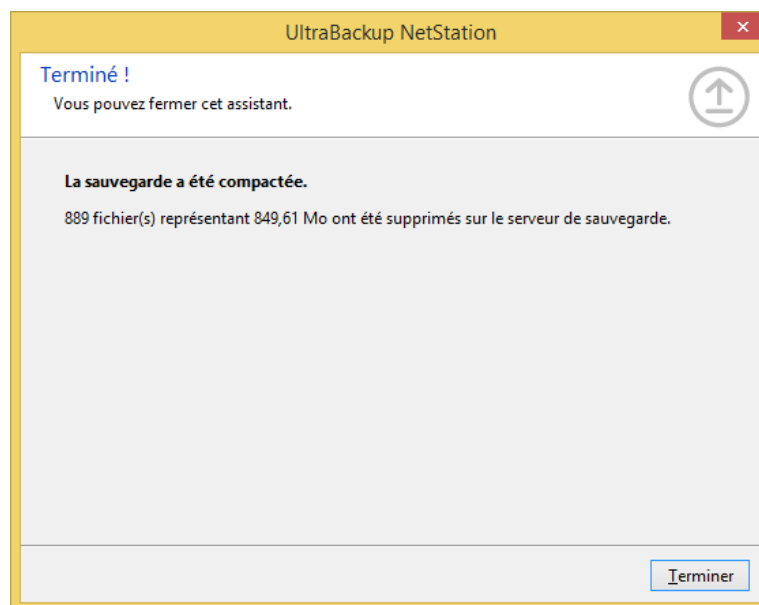 UltraBackup NetStation
Terminé !
Vous pouvez fermer cet assistant.
La sauvegarde a été compactée.
889 fichier(s) représentant 849,61 Mo ont été supprimés sur le serveur de sauvegarde.
Terminer